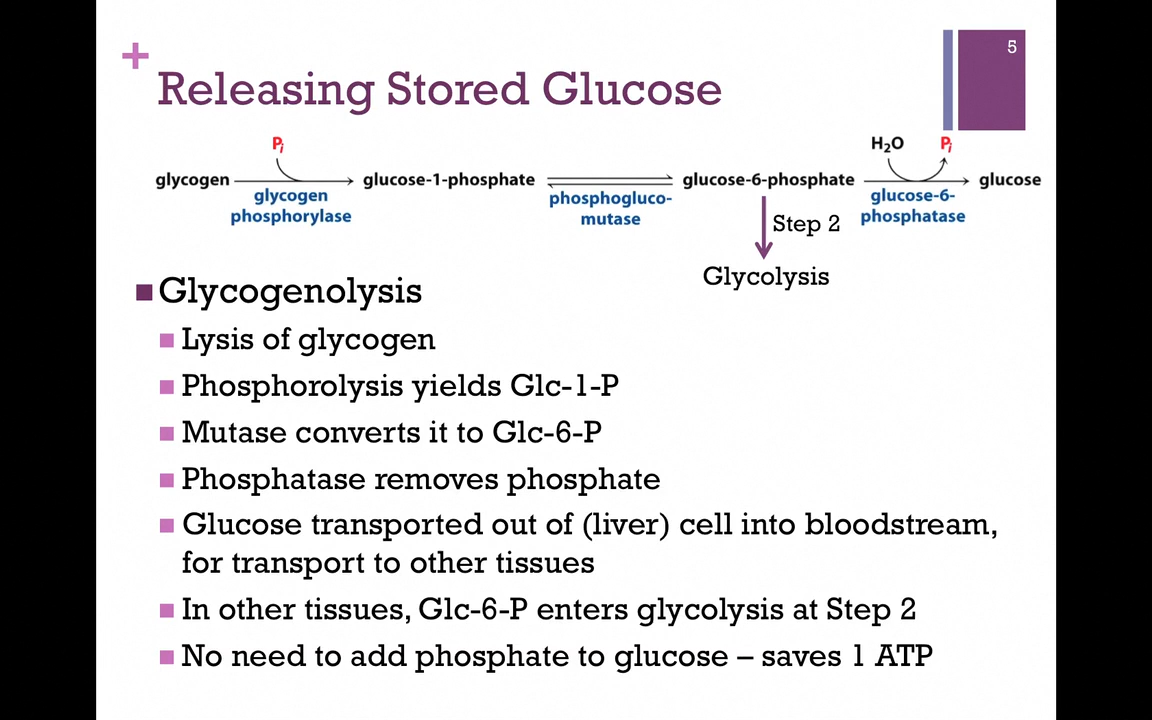 5
+
Releasing Stored Glucose
Pi H2O Pi
glycogen glucose-1-phosphate glucose-6-phosphate glucose
glycogen phosphogluco- glucose-6-
phosphorylase mutase phosphatase
Step 2
Glycolysis
Glycogenolysis
Lysis of glycogen
Phosphorolysis yields Glc-1-P
Mutase converts it to Glc-6-P
Phosphatase removes phosphate
Glucose transported out of (liver) cell into bloodstream,
for transport to other tissues
In other tissues, Glc-6-P enters glycolysis at Step 2
No need to add phosphate to glucose – saves 1 ATP